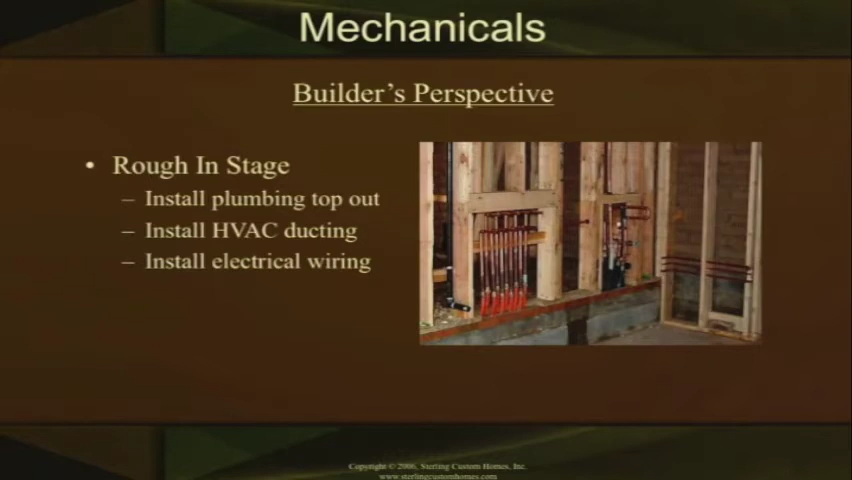 Mechanicals
Builder's Perspective
• Rough In Stage
– Install plumbing top out
– Install HVAC ducting
– Install electrical wiring
Copyright © 2006, Sterling Custom Homes, Inc.
www.sterlingcustomhomes.com